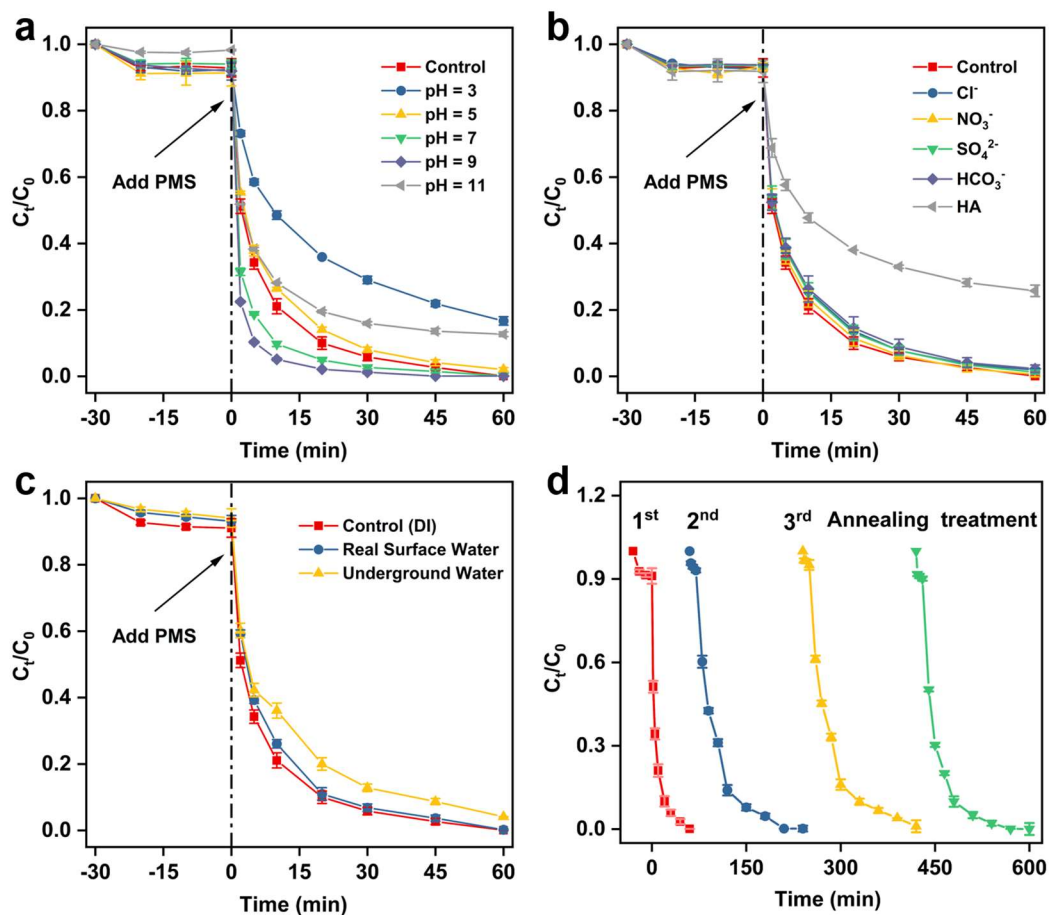 a
1.0
0.8
0.6
0.4
0.2
0.0
Cₜ/C₀
-30 -15 0 15 30 45 60
Time (min)
Add PMS
Control
pH = 3
pH = 5
pH = 7
pH = 9
pH = 11
b
1.0
0.8
0.6
0.4
0.2
0.0
Cₜ/C₀
-30 -15 0 15 30 45 60
Time (min)
Add PMS
Control
Cl⁻
NO₃⁻
SO₄²⁻
HCO₃⁻
HA
c
1.0
0.8
0.6
0.4
0.2
0.0
Cₜ/C₀
-30 -15 0 15 30 45 60
Time (min)
Add PMS
Control (DI)
Real Surface Water
Underground Water
d
1.2
0.9
0.6
0.3
0.0
Cₜ/C₀
1ˢᵗ 2ⁿᵈ 3ʳᵈ Annealing treatment
0 150 300 450 600
Time (min)